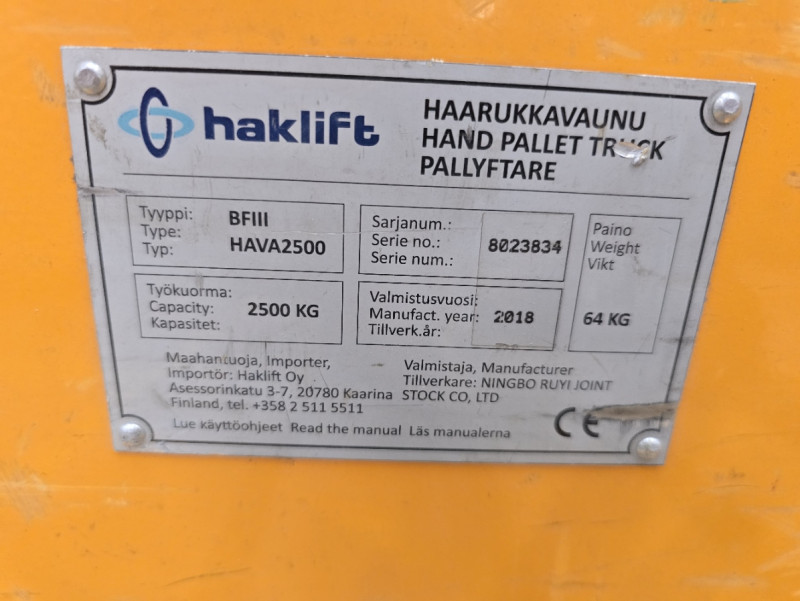 haklift
HAARUKKAVAUNU
HAND PALLET TRUCK
PALLYFTARE
Tyyppi: BFIII
Type: HAVA2500
Typ:
Sarjanum.:
Serie no.: 8023834
Serie num.:
Paino
Weight
Vikt
64 KG
Työkuorma:
Capacity: 2500 KG
Kapasitet:
Valmistusvuosi:
Manufact. year: 2018
Tillverk.år:
Maahantuoja, Importer,
Importör: Haklift Oy
Asessorinkatu 3-7, 20780 Kaarina
Finland, tel. +358 2 511 5511
Valmistaja, Manufacturer
Tillverkare: NINGBO RUYI JOINT
STOCK CO, LTD
Lue käyttöohjeet Read the manual Läs manualerna
CE